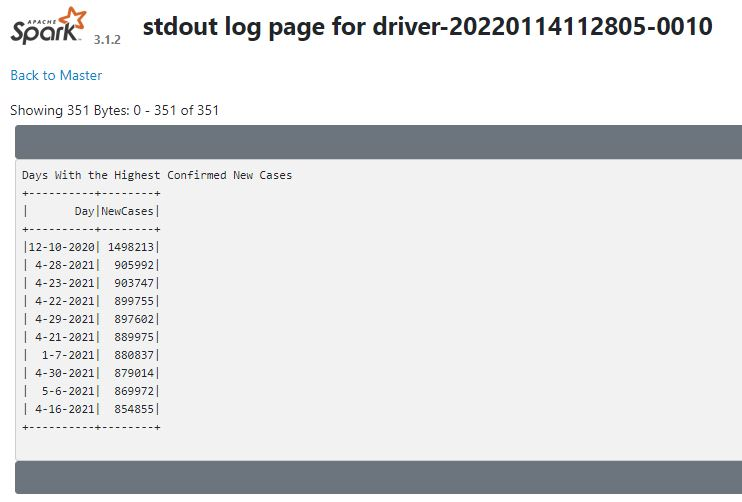 APACHE
Spark 3.1.2 stdout log page for driver-20220114112805-0010
Back to Master
Showing 351 Bytes: 0 - 351 of 351
Days With the Highest Confirmed New Cases
+----------+--------+
|       Day|NewCases|
+----------+--------+
|12-10-2020| 1498213|
| 4-28-2021|  905992|
| 4-23-2021|  903747|
| 4-22-2021|  899755|
| 4-29-2021|  897602|
| 4-21-2021|  889975|
|  1-7-2021|  880837|
| 4-30-2021|  879014|
|  5-6-2021|  869972|
| 4-16-2021|  854855|
+----------+--------+